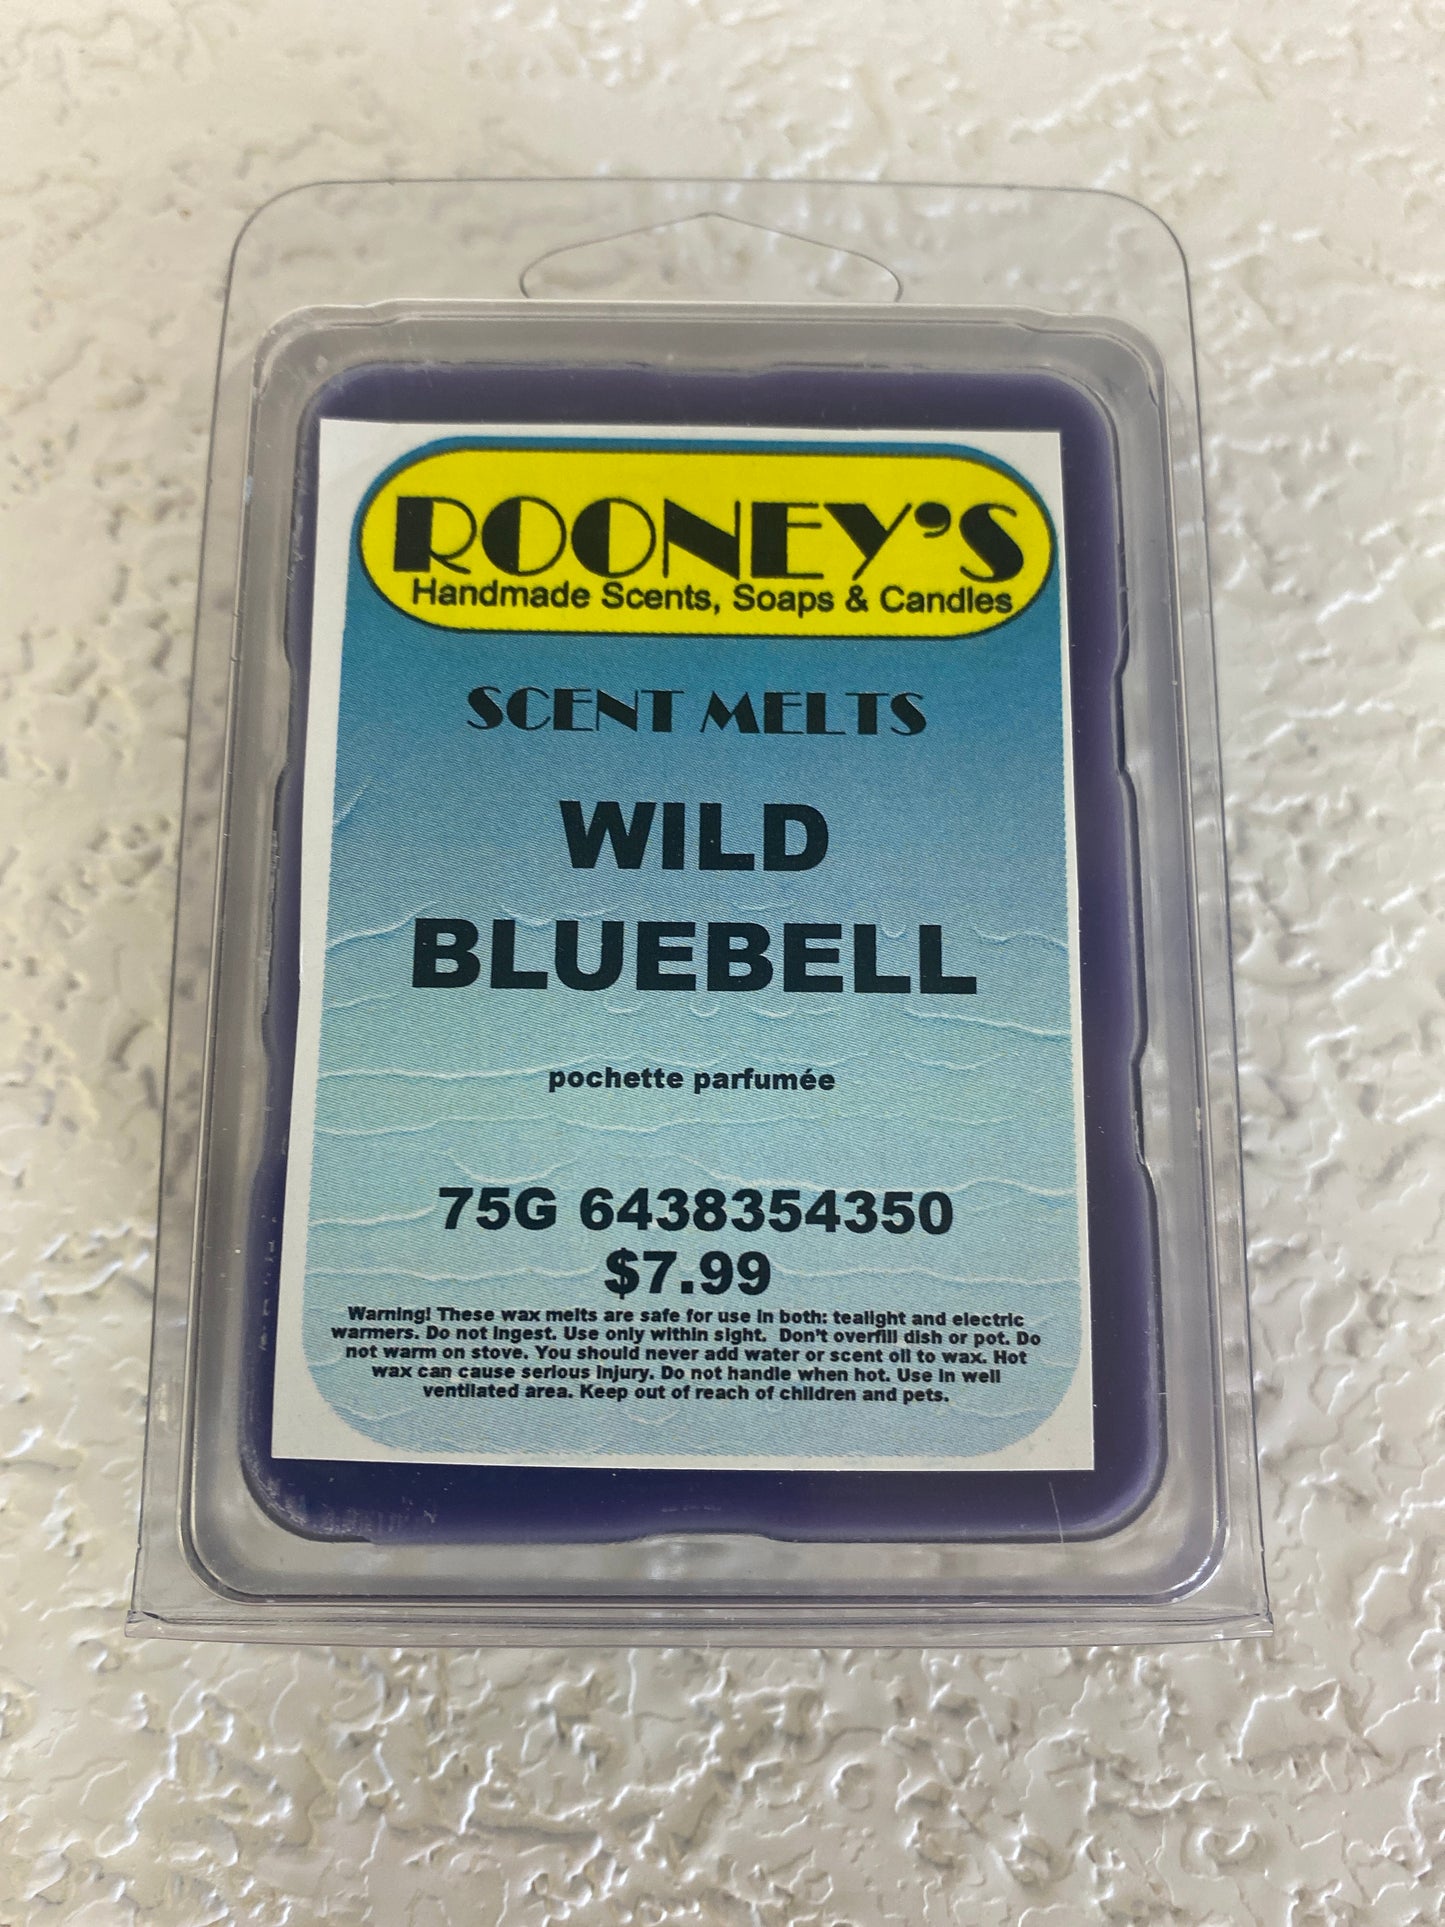 ROONEY'S
Handmade Scents, Soaps & Candles
SCENT MELTS
WILD
BLUEBELL
pochette parfumée
75G 6438354350
$7.99
Warning! These wax melts are safe for use in both: tealight and electric
warmers. Do not ingest. Use only within sight. Don't overfill dish or pot. Do
not warm on stove. You should never add water or scent oil to wax. Hot
wax can cause serious injury. Do not handle when hot. Use in well
ventilated area. Keep out of reach of children and pets.